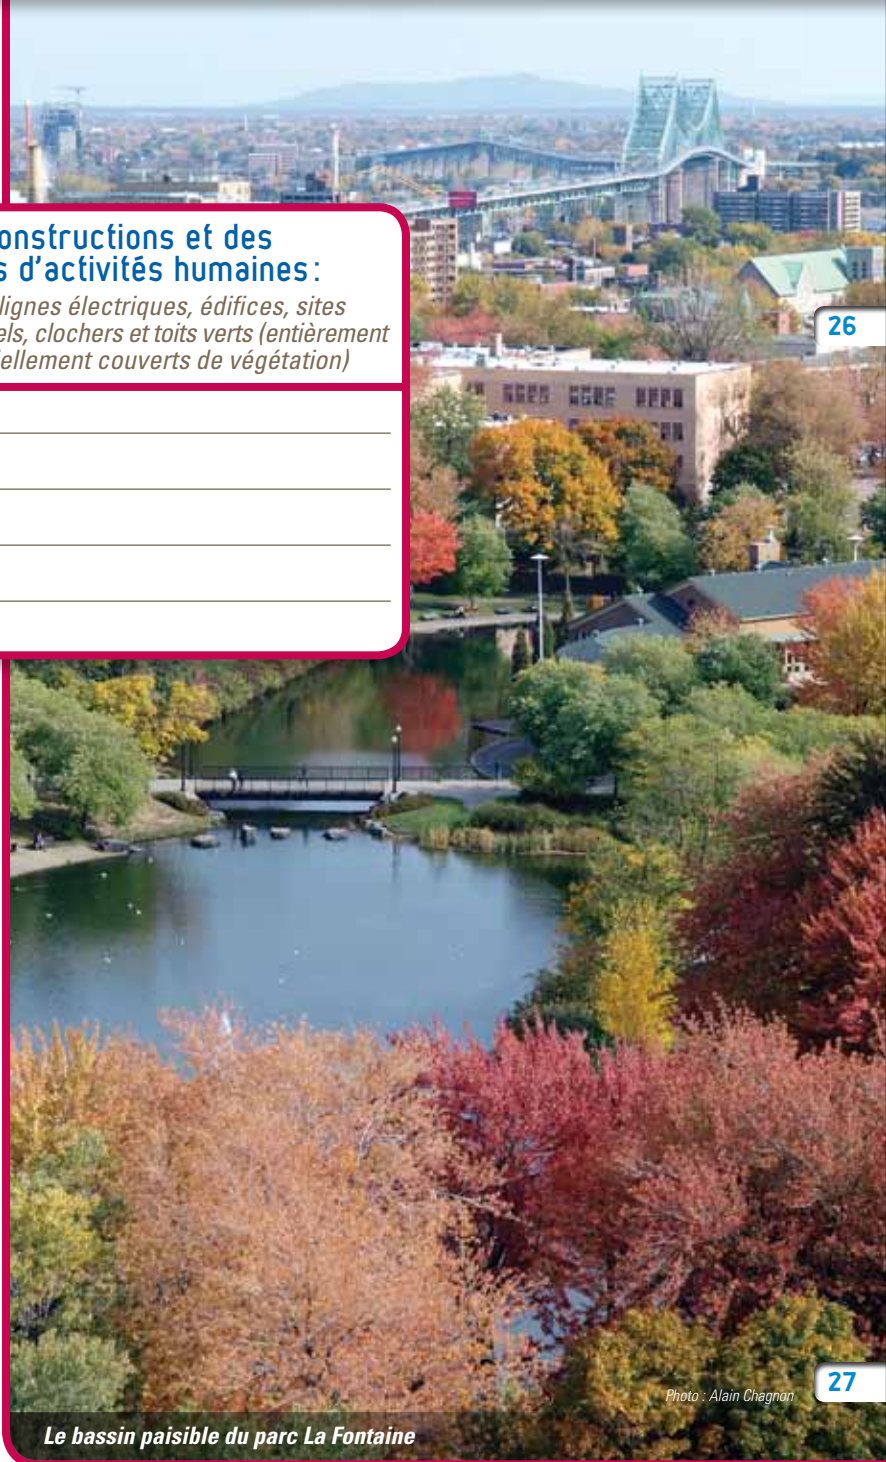 onstructions et des
s d'activités humaines :
lignes électriques, édifices, sites
els, clochers et toits verts (entièrement
iellement couverts de végétation)
26
Photo : Alain Chagnon
27
Le bassin paisible du parc La Fontaine